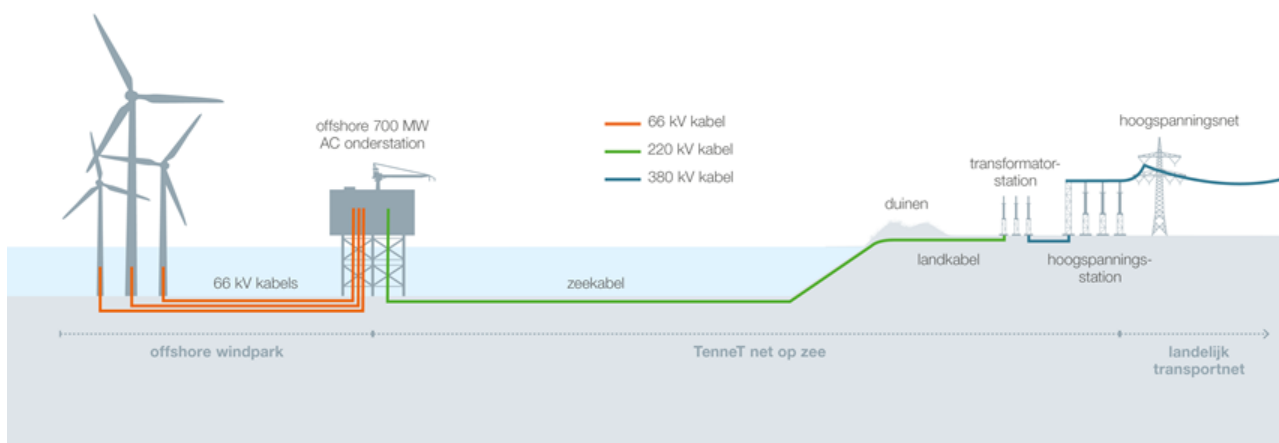 offshore 700 MW
AC onderstation
66 kV kabel
220 kV kabel
380 kV kabel
hoogspanningsnet
transformator-
station
duinen
66 kV kabels
zeekabel
landkabel
hoogspannings-
station
offshore windpark
TenneT net op zee
landelijk
transportnet